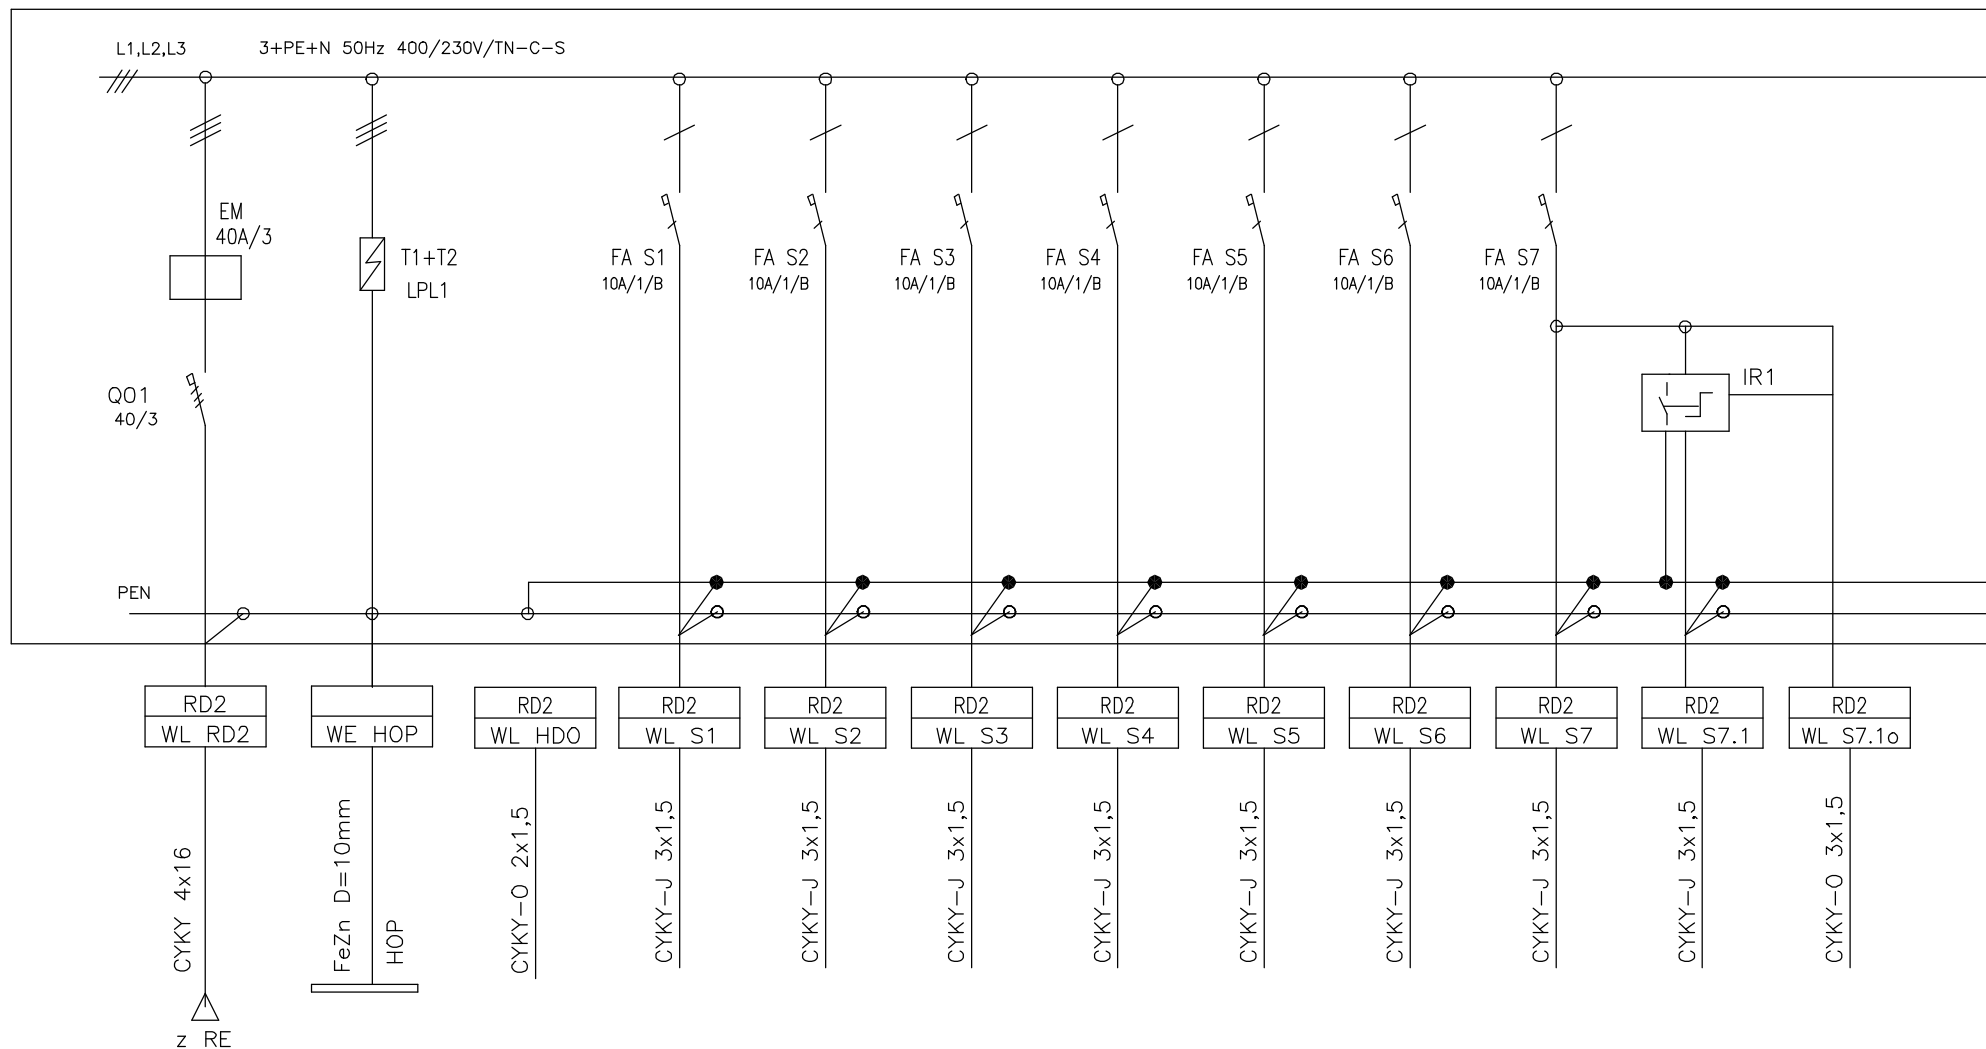 L1,L2,L3 3+PE+N 50Hz 400/230V/TN-C-S
EM
40A/3
T1+T2
LPL1
FA S1
10A/1/B
FA S2
10A/1/B
FA S3
10A/1/B
FA S4
10A/1/B
FA S5
10A/1/B
FA S6
10A/1/B
FA S7
10A/1/B
IR1
QO1
40/3
PEN
RD2
WL RD2
WE HOP
RD2
WL HDO
RD2
WL S1
RD2
WL S2
RD2
WL S3
RD2
WL S4
RD2
WL S5
RD2
WL S6
RD2
WL S7
RD2
WL S7.1
RD2
WL S7.1o
CYKY 4x16
FeZn D=10mm
HOP
CYKY-O 2x1,5
CYKY-J 3x1,5
CYKY-J 3x1,5
CYKY-J 3x1,5
CYKY-J 3x1,5
CYKY-J 3x1,5
CYKY-J 3x1,5
CYKY-J 3x1,5
CYKY-J 3x1,5
CYKY-O 3x1,5
z RE